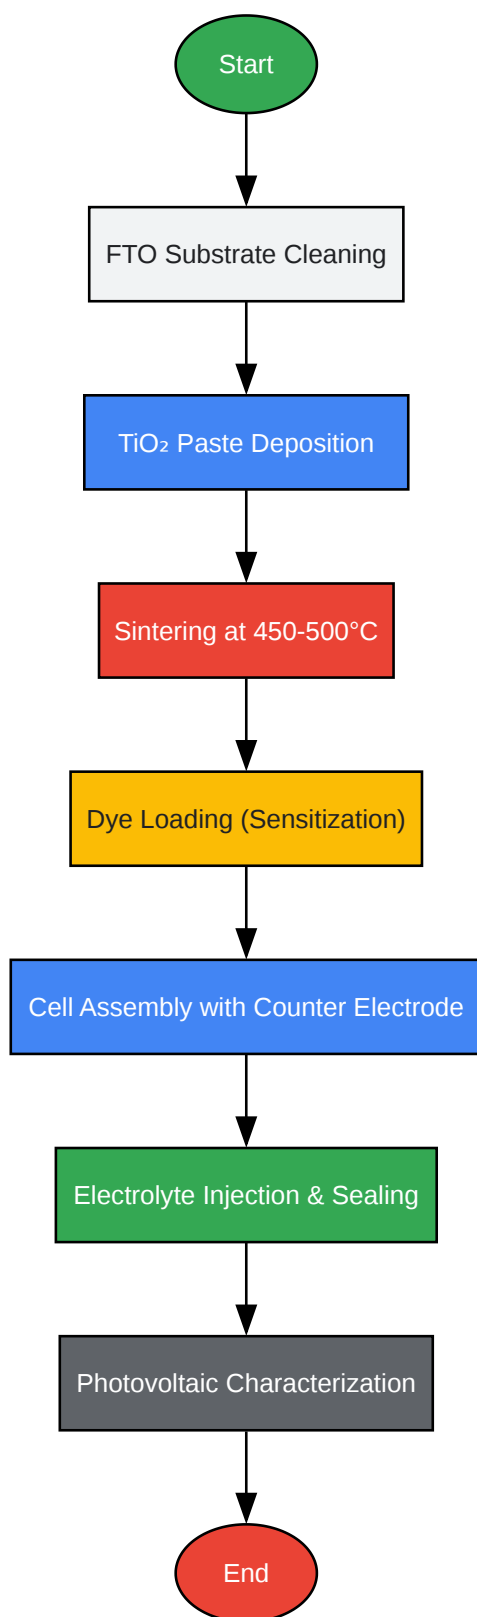 Start
FTO Substrate Cleaning
TiO₂ Paste Deposition
Sintering at 450-500°C
Dye Loading (Sensitization)
Cell Assembly with Counter Electrode
Electrolyte Injection & Sealing
Photovoltaic Characterization
End